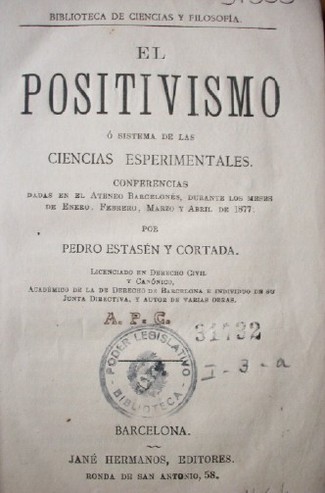 BIBLIOTECA DE CIENCIAS Y FILOSOFÍA.
EL
POSITIVISMO
Ó SISTEMA DE LAS
CIENCIAS ESPERIMENTALES.
CONFERENCIAS
DADAS EN EL ATENEO BARCELONES, DURANTE LOS MESES
DE ENERO, FEBRERO, MARZO Y ABRIL DE 1877.
POR
PEDRO ESTASÉN Y CORTADA.
LICENCIADO EN DERECHO CIVIL
Y CANÓNICO,
ACADÉMICO DE LA DE DERECHO DE BARCELONA É INDIVIDUO DE SU
JUNTA DIRECTIVA, Y AUTOR DE VARIAS OBRAS.
A. P. C.
31732
PODER LEGISLATIVO
BIBLIOTECA
I-3-a
BARCELONA.
JANÉ HERMANOS, EDITORES.
RONDA DE SAN ANTONIO, 58.